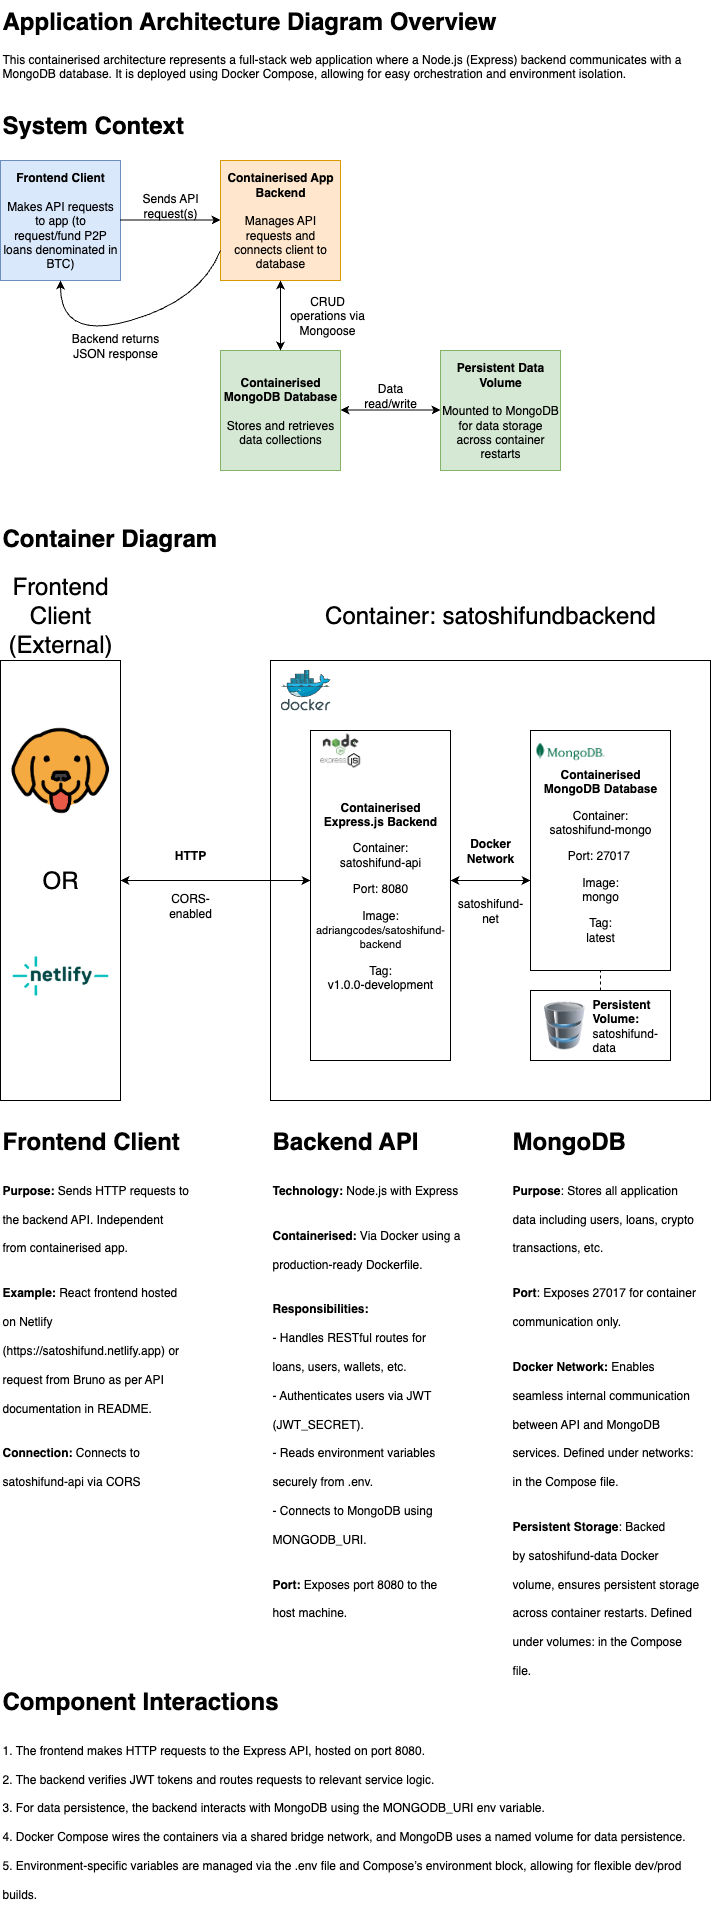 Application Architecture Diagram Overview
This containerised architecture represents a full-stack web application where a Node.js (Express) backend communicates with a
MongoDB database. It is deployed using Docker Compose, allowing for easy orchestration and environment isolation.
System Context
Frontend Client
Makes API requests
to app (to
request/fund P2P
loans denominated in
BTC)
Sends API
request(s)
Containerised App
Backend
Manages API
requests and
connects client to
database
Backend returns
JSON response
CRUD
operations via
Mongoose
Containerised
MongoDB Database
Stores and retrieves
data collections
Data
read/write
Persistent Data
Volume
Mounted to MongoDB
for data storage
across container
restarts
Container Diagram
Frontend
Client
(External)
OR
netlify
HTTP
CORS-
enabled
Container: satoshifundbackend
docker
node
JS
express JS
Containerised
Express.js Backend
Container:
satoshifund-api
Port: 8080
Image:
adriangcodes/satoshifund-
backend
Tag:
v1.0.0-development
Docker
Network
satoshifund-
net
MongoDB.
Containerised
MongoDB Database
Container:
satoshifund-mongo
Port: 27017
Image:
mongo
Tag:
latest
Persistent
Volume:
satoshifund-
data
Frontend Client
Purpose: Sends HTTP requests to
the backend API. Independent
from containerised app.
Example: React frontend hosted
on Netlify
(https://satoshifund.netlify.app) or
request from Bruno as per API
documentation in README.
Connection: Connects to
satoshifund-api via CORS
Backend API
Technology: Node.js with Express
Containerised: Via Docker using a
production-ready Dockerfile.
Responsibilities:
- Handles RESTful routes for
loans, users, wallets, etc.
- Authenticates users via JWT
(JWT_SECRET).
- Reads environment variables
securely from .env.
- Connects to MongoDB using
MONGODB_URI.
Port: Exposes port 8080 to the
host machine.
MongoDB
Purpose: Stores all application
data including users, loans, crypto
transactions, etc.
Port: Exposes 27017 for container
communication only.
Docker Network: Enables
seamless internal communication
between API and MongoDB
services. Defined under networks:
in the Compose file.
Persistent Storage: Backed
by satoshifund-data Docker
volume, ensures persistent storage
across container restarts. Defined
under volumes: in the Compose
file.
Component Interactions
1. The frontend makes HTTP requests to the Express API, hosted on port 8080.
2. The backend verifies JWT tokens and routes requests to relevant service logic.
3. For data persistence, the backend interacts with MongoDB using the MONGODB_URI env variable.
4. Docker Compose wires the containers via a shared bridge network, and MongoDB uses a named volume for data persistence.
5. Environment-specific variables are managed via the .env file and Compose’s environment block, allowing for flexible dev/prod
builds.